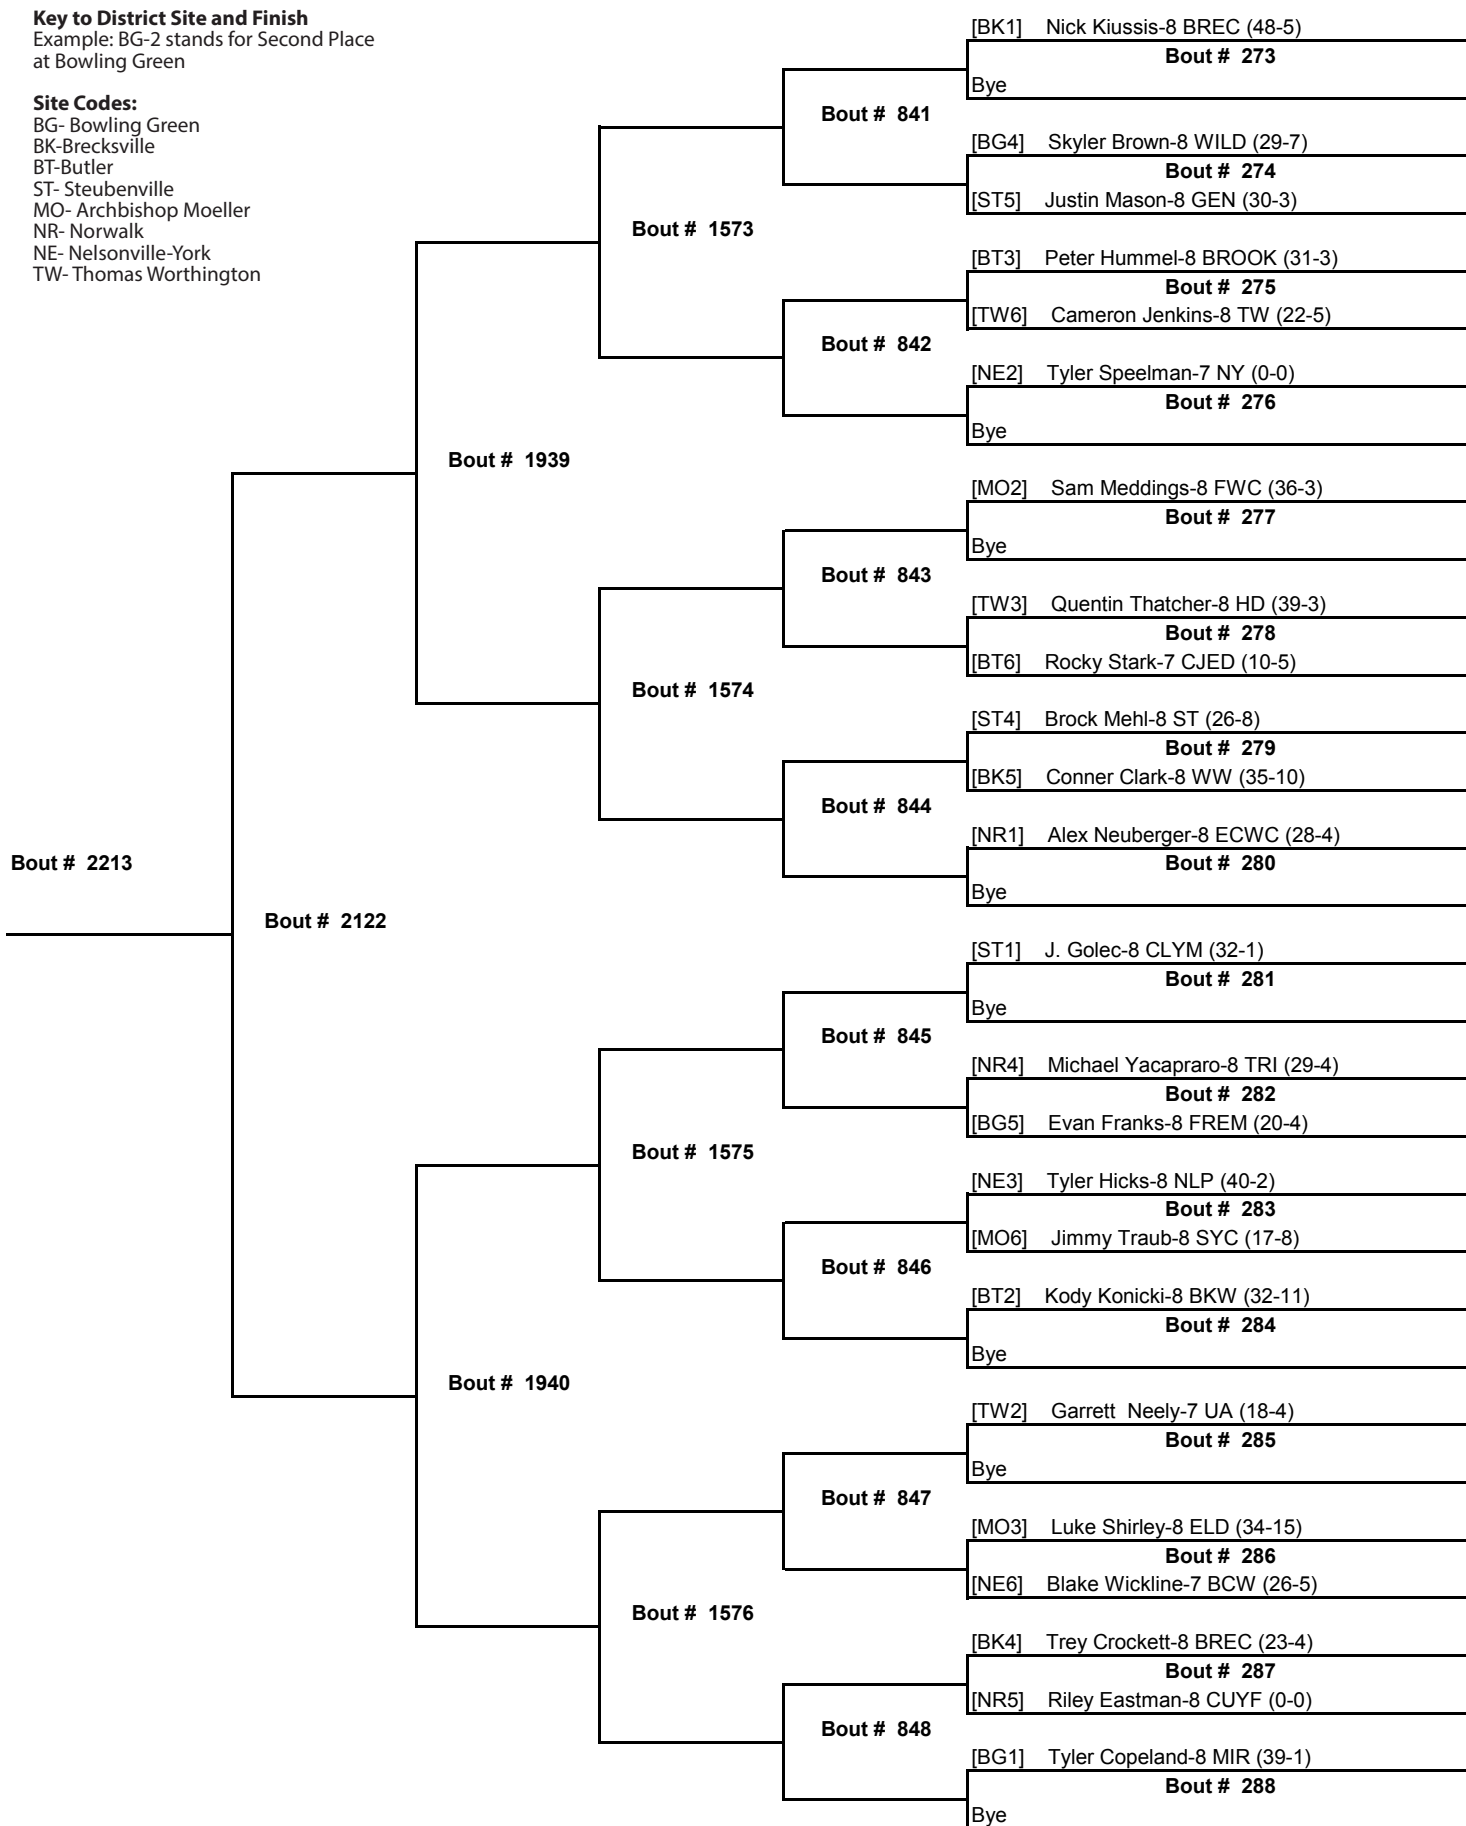 Key to District Site and Finish
Example: BG-2 stands for Second Place
at Bowling Green
Site Codes:
BG- Bowling Green
BK-Brecksville
BT-Butler
ST- Steubenville
MO- Archbishop Moeller
NR- Norwalk
NE- Nelsonville-York
TW- Thomas Worthington
[BK1] Nick Kiussis-8 BREC (48-5)
Bout # 273
Bye
Bout # 841
[BG4] Skyler Brown-8 WILD (29-7)
Bout # 274
[ST5] Justin Mason-8 GEN (30-3)
Bout # 1573
[BT3] Peter Hummel-8 BROOK (31-3)
Bout # 275
[TW6] Cameron Jenkins-8 TW (22-5)
Bout # 842
[NE2] Tyler Speelman-7 NY (0-0)
Bout # 276
Bye
Bout # 1939
[MO2] Sam Meddings-8 FWC (36-3)
Bout # 277
Bye
Bout # 843
[TW3] Quentin Thatcher-8 HD (39-3)
Bout # 278
[BT6] Rocky Stark-7 CJED (10-5)
Bout # 1574
[ST4] Brock Mehl-8 ST (26-8)
Bout # 279
[BK5] Conner Clark-8 WW (35-10)
Bout # 844
[NR1] Alex Neuberger-8 ECWC (28-4)
Bout # 280
Bye
Bout # 2213
Bout # 2122
[ST1] J. Golec-8 CLYM (32-1)
Bout # 281
Bye
Bout # 845
[NR4] Michael Yacapraro-8 TRI (29-4)
Bout # 282
[BG5] Evan Franks-8 FREM (20-4)
Bout # 1575
[NE3] Tyler Hicks-8 NLP (40-2)
Bout # 283
[MO6] Jimmy Traub-8 SYC (17-8)
Bout # 846
[BT2] Kody Konicki-8 BKW (32-11)
Bout # 284
Bye
Bout # 1940
[TW2] Garrett Neely-7 UA (18-4)
Bout # 285
Bye
Bout # 847
[MO3] Luke Shirley-8 ELD (34-15)
Bout # 286
[NE6] Blake Wickline-7 BCW (26-5)
Bout # 1576
[BK4] Trey Crockett-8 BREC (23-4)
Bout # 287
[NR5] Riley Eastman-8 CUYF (0-0)
Bout # 848
[BG1] Tyler Copeland-8 MIR (39-1)
Bout # 288
Bye